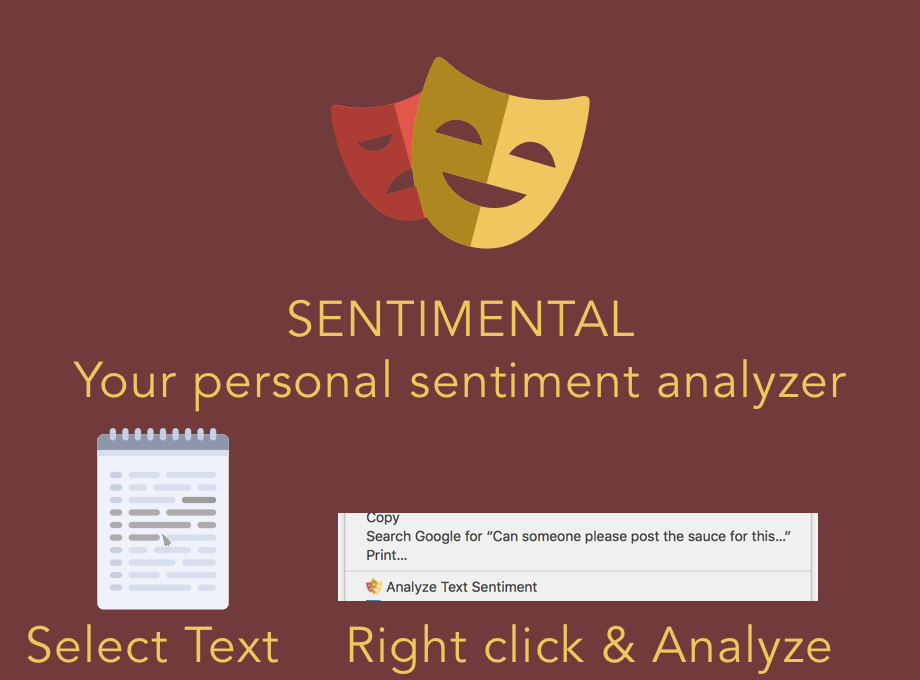 SENTIMENTAL
Your personal sentiment analyzer
Copy
Search Google for “Can someone please post the sauce for this...”
Print...
Analyze Text Sentiment
Select Text
Right click & Analyze